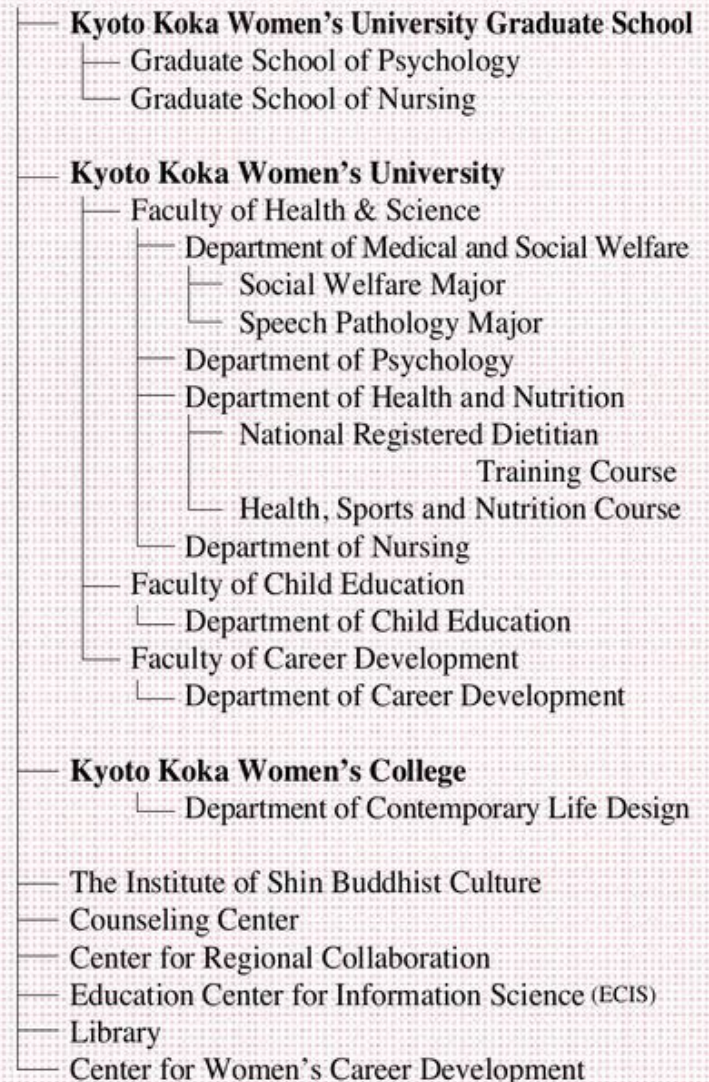 Kyoto Koka Women's University Graduate School
Graduate School of Psychology
Graduate School of Nursing
Kyoto Koka Women's University
Faculty of Health & Science
Department of Medical and Social Welfare
Social Welfare Major
Speech Pathology Major
Department of Psychology
Department of Health and Nutrition
National Registered Dietitian
Training Course
Health, Sports and Nutrition Course
Department of Nursing
Faculty of Child Education
Department of Child Education
Faculty of Career Development
Department of Career Development
Kyoto Koka Women's College
Department of Contemporary Life Design
The Institute of Shin Buddhist Culture
Counseling Center
Center for Regional Collaboration
Education Center for Information Science (ECIS)
Library
Center for Women's Career Development